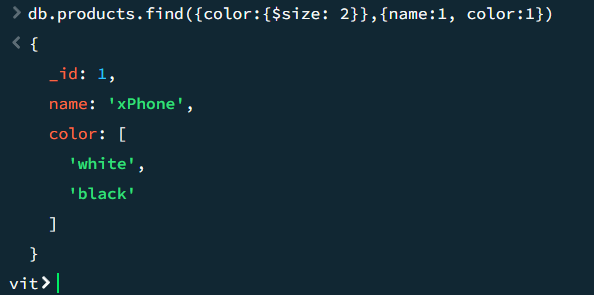 > db.products.find({color:{$size: 2}},{name:1, color:1})
< {
_id: 1,
name: 'xPhone',
color: [
'white',
'black'
]
}
vit>